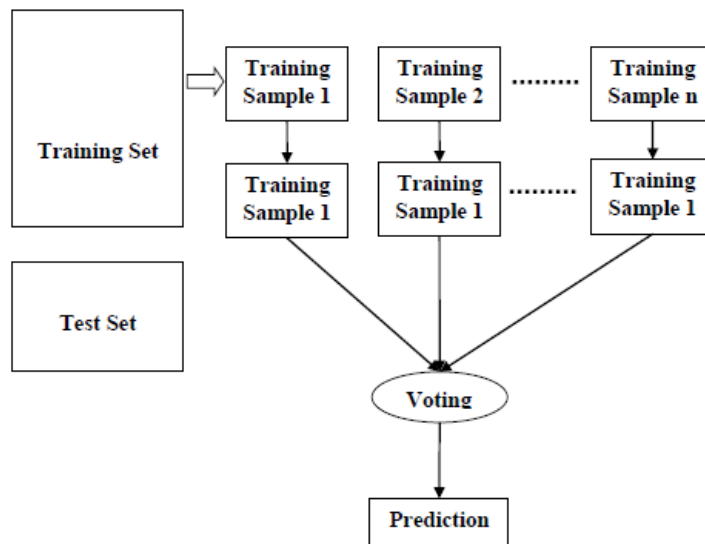 Training Set
Training
Sample 1
Training
Sample 2
.........
Training
Sample n
Training
Sample 1
Training
Sample 1
.........
Training
Sample 1
Test Set
Voting
Prediction